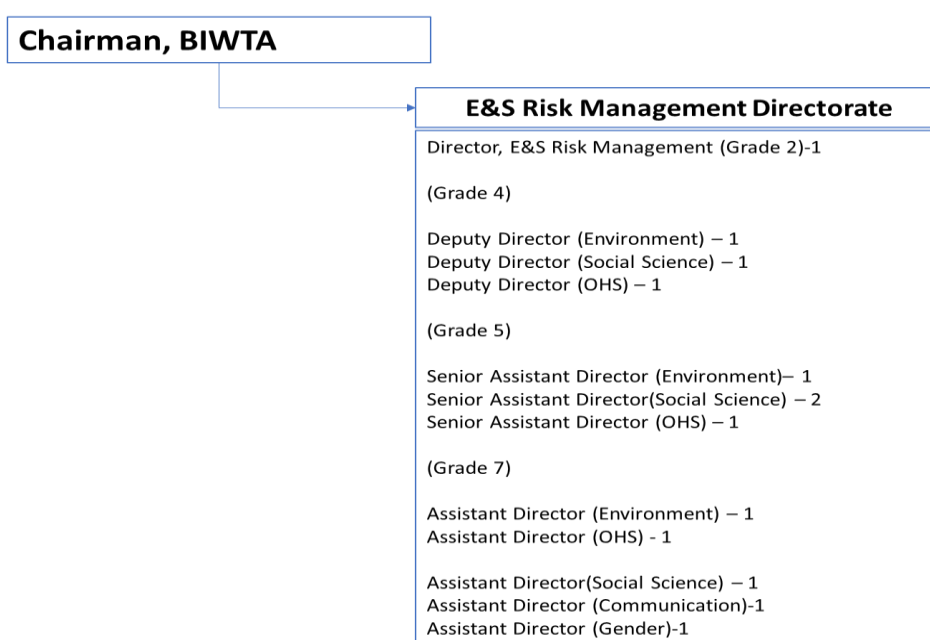 Chairman, BIWTA
E&S Risk Management Directorate
Director, E&S Risk Management (Grade 2)-1
(Grade 4)
Deputy Director (Environment) – 1
Deputy Director (Social Science) – 1
Deputy Director (OHS) – 1
(Grade 5)
Senior Assistant Director (Environment)– 1
Senior Assistant Director(Social Science) – 2
Senior Assistant Director (OHS) – 1
(Grade 7)
Assistant Director (Environment) – 1
Assistant Director (OHS) - 1
Assistant Director(Social Science) – 1
Assistant Director (Communication)-1
Assistant Director (Gender)-1